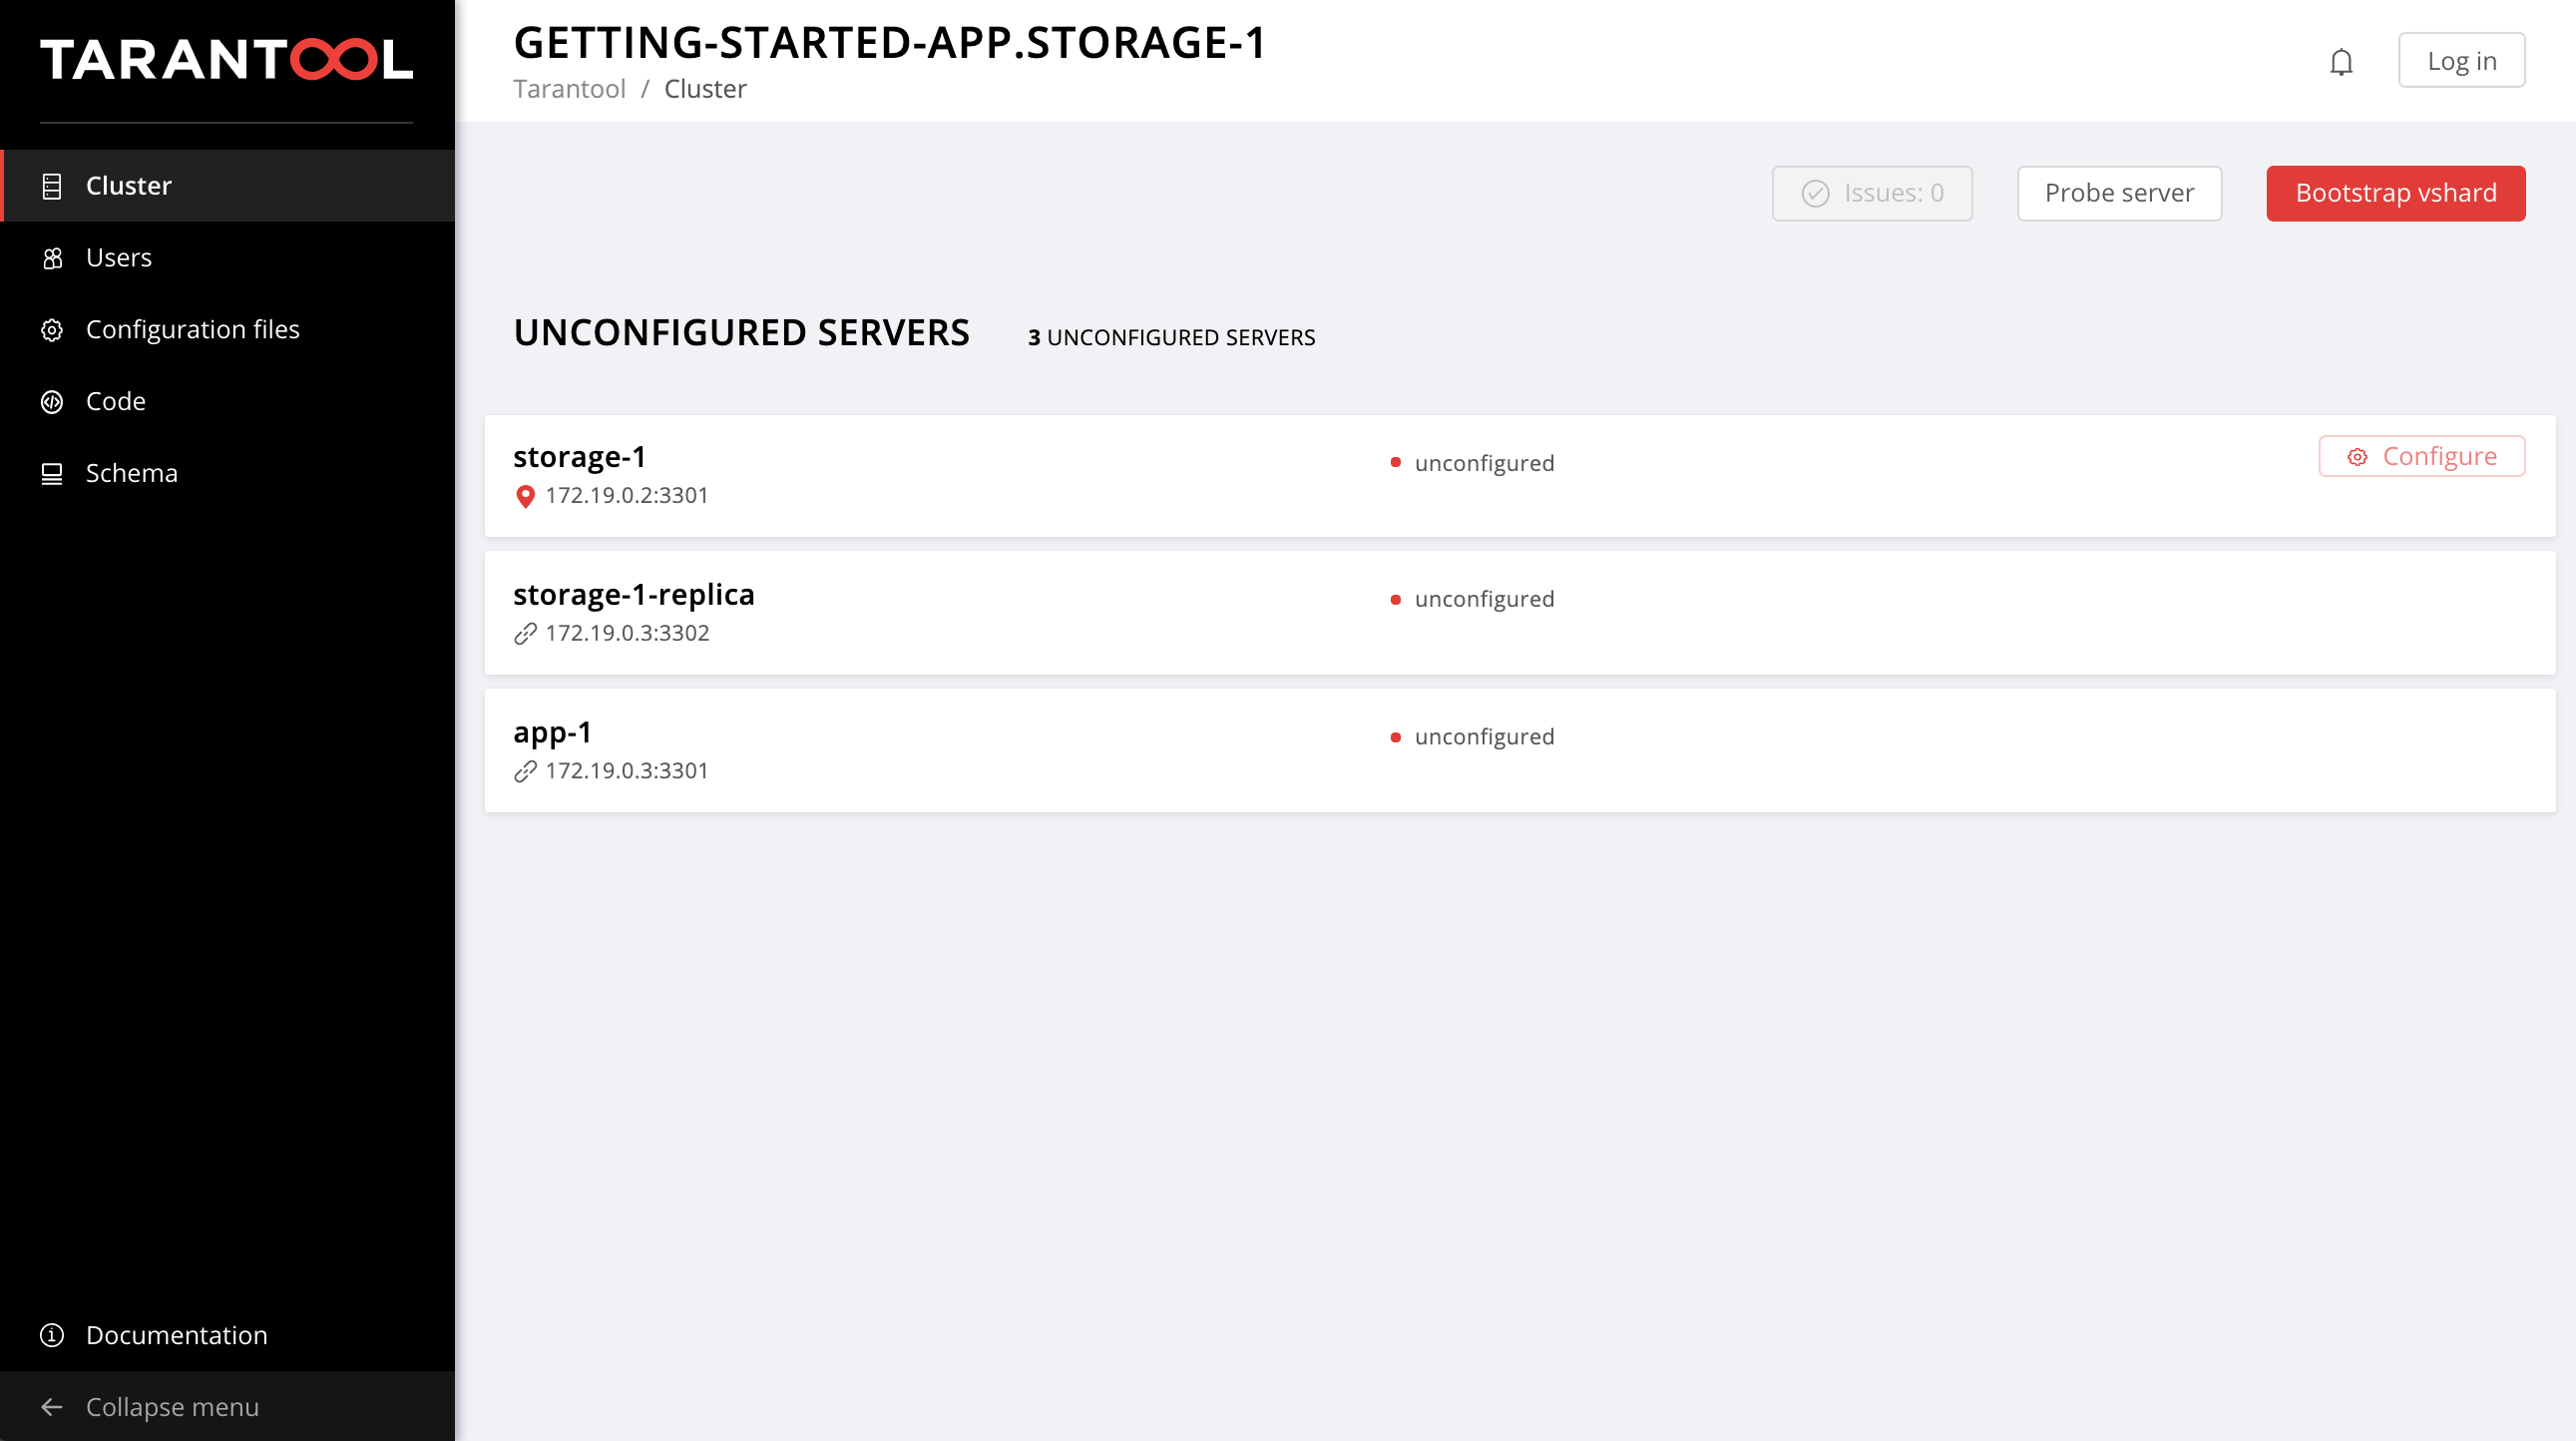 TARANTOOL
Cluster
Users
Configuration files
Code
Schema
Documentation
Collapse menu
GETTING-STARTED-APP.STORAGE-1
Tarantool / Cluster
Log in
Issues: 0
Probe server
Bootstrap vshard
UNCONFIGURED SERVERS 3 UNCONFIGURED SERVERS
storage-1
unconfigured
Configure
172.19.0.2:3301
storage-1-replica
unconfigured
172.19.0.3:3302
app-1
unconfigured
172.19.0.3:3301